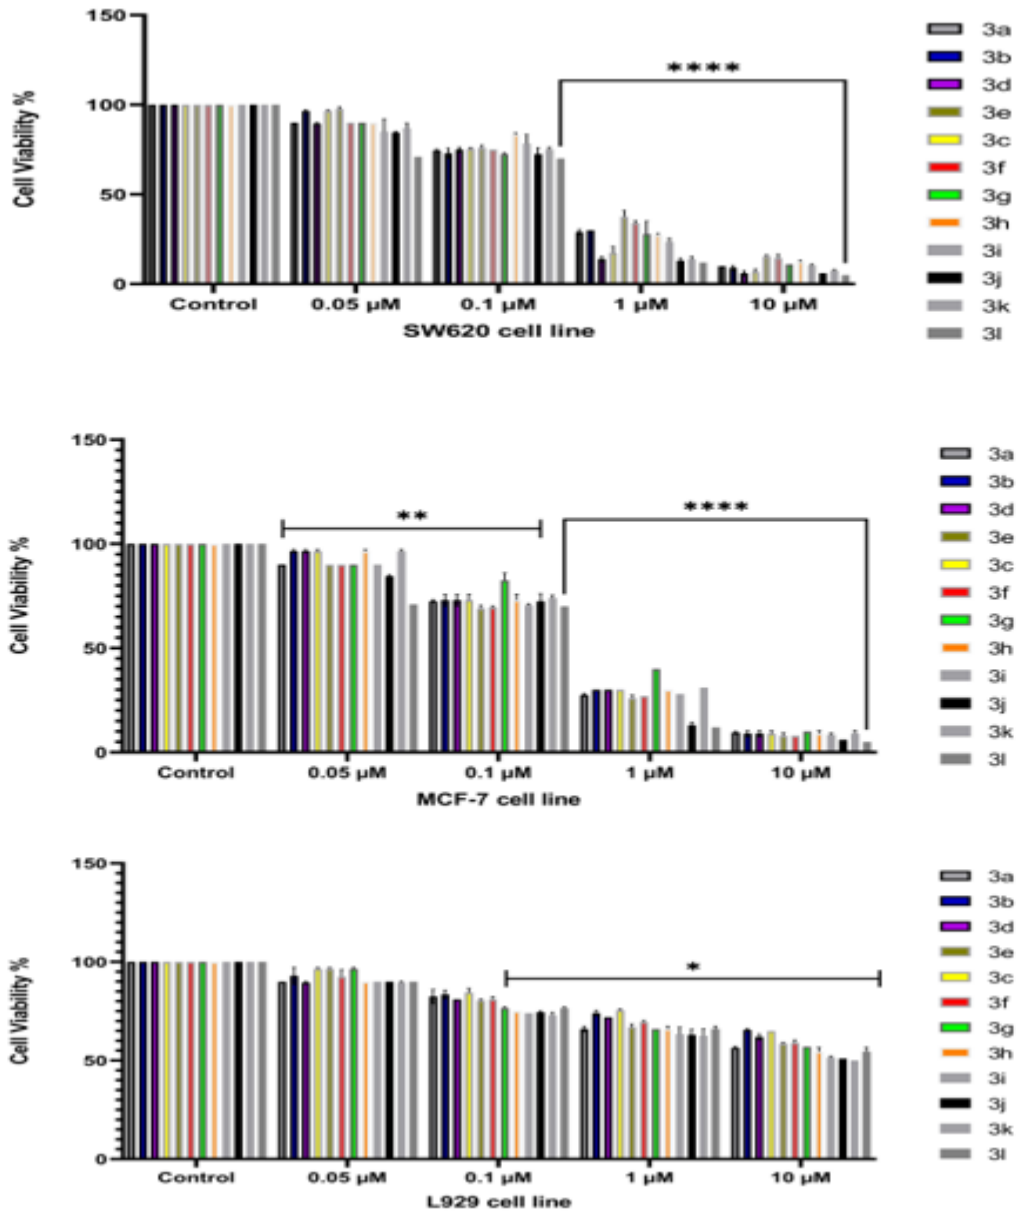 150
100
50
0
Cell Viability %
****
Control 0.05 µM 0.1 µM 1 µM 10 µM
SW620 cell line
3a
3b
3d
3e
3c
3f
3g
3h
3i
3j
3k
3l
150
100
50
0
Cell Viability %
** ****
Control 0.05 µM 0.1 µM 1 µM 10 µM
MCF-7 cell line
3a
3b
3d
3e
3c
3f
3g
3h
3i
3j
3k
3l
150
100
50
0
Cell Viability %
*
Control 0.05 µM 0.1 µM 1 µM 10 µM
L929 cell line
3a
3b
3d
3e
3c
3f
3g
3h
3i
3j
3k
3l